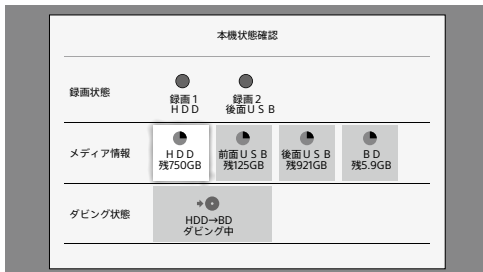 本機状態確認
録画状態
録画1 録画2
HDD 後面USB
メディア情報
HDD 前面USB 後面USB BD
残750GB 残125GB 残921GB 残5.9GB
ダビング状態
HDD→BD
ダビング中